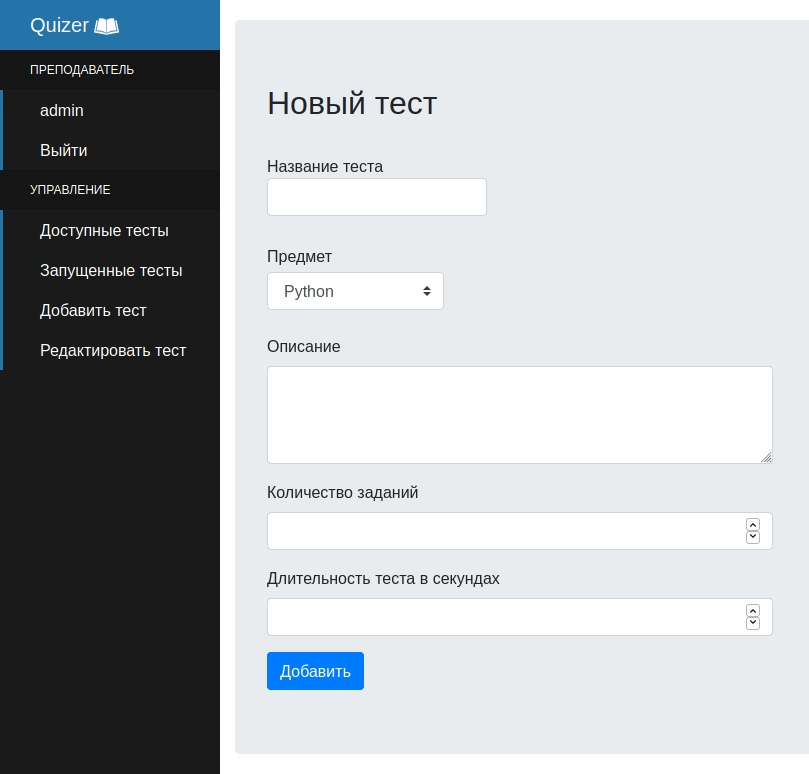 Quizer
ПРЕПОДАВАТЕЛЬ
admin
Выйти
УПРАВЛЕНИЕ
Доступные тесты
Запущенные тесты
Добавить тест
Редактировать тест
Новый тест
Название теста
Предмет
Python
Описание
Количество заданий
Длительность теста в секундах
Добавить